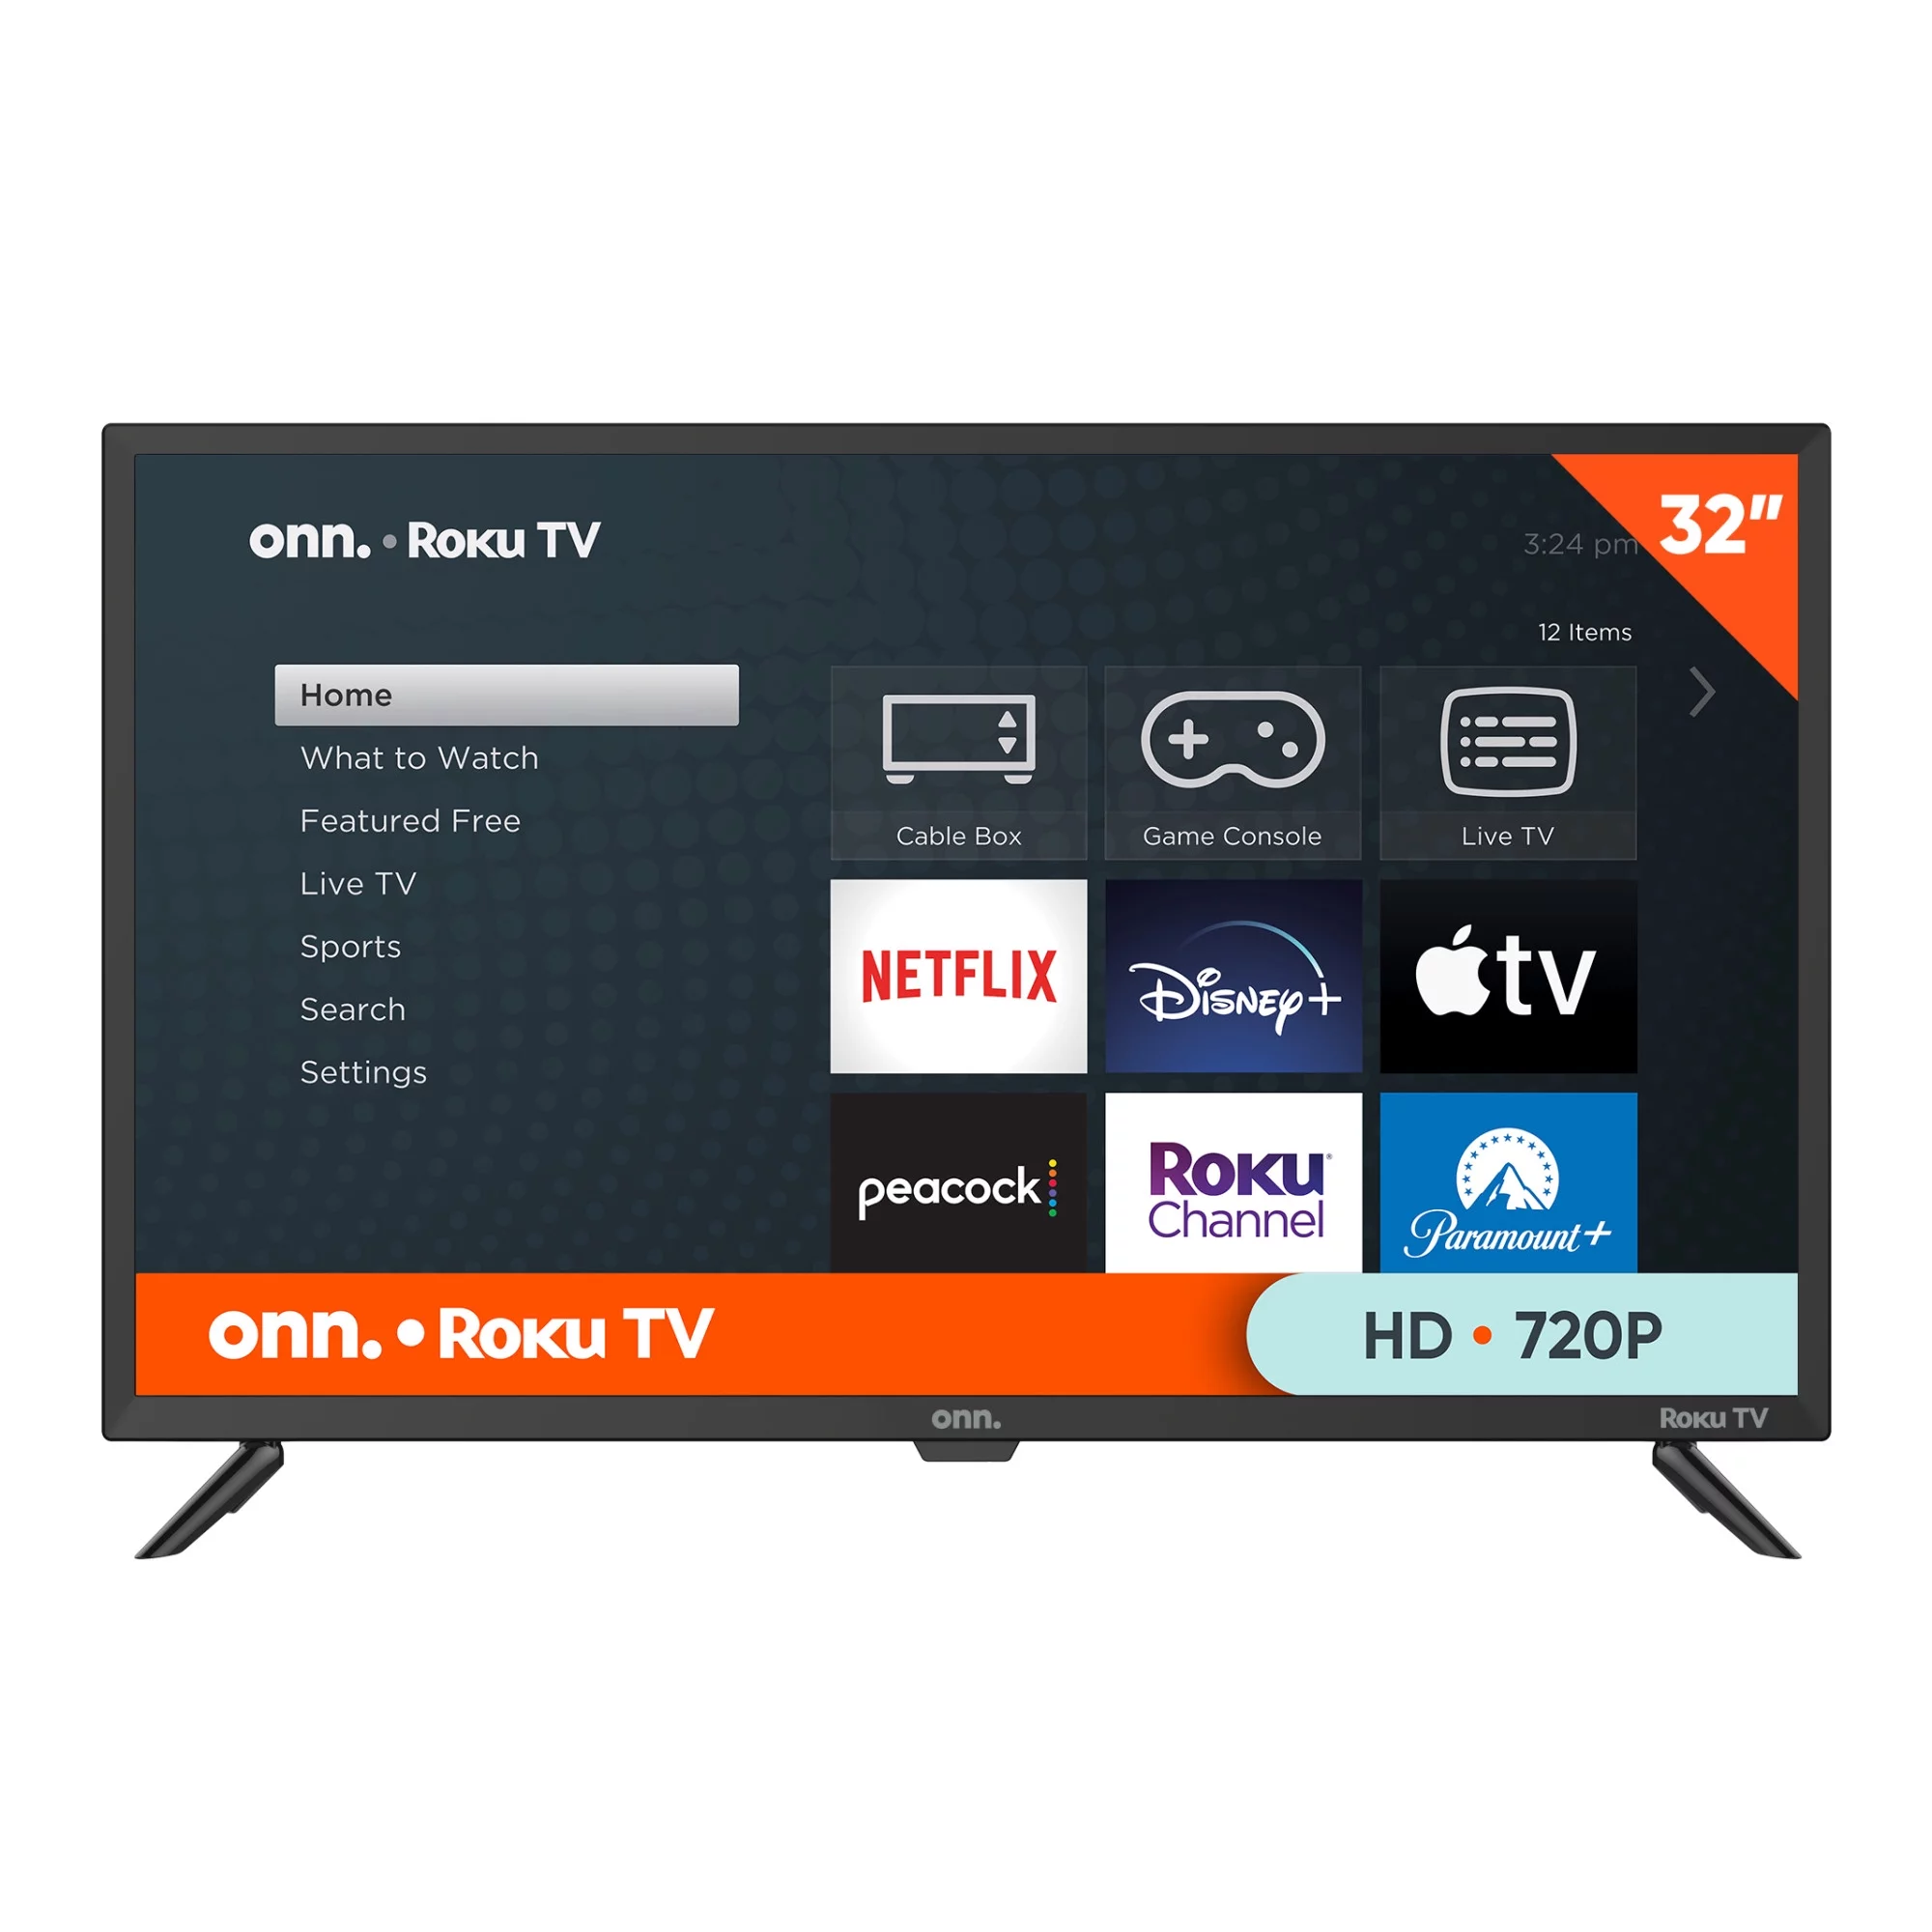 onn. • Roku TV
3:24 pm
32"
12 Items
Home
What to Watch
Featured Free
Live TV
Sports
Search
Settings
Cable Box
Game Console
Live TV
NETFLIX
Disney+
tv
peacock
Roku
Channel
Paramount+
onn. • Roku TV
HD • 720P
onn.
Roku TV